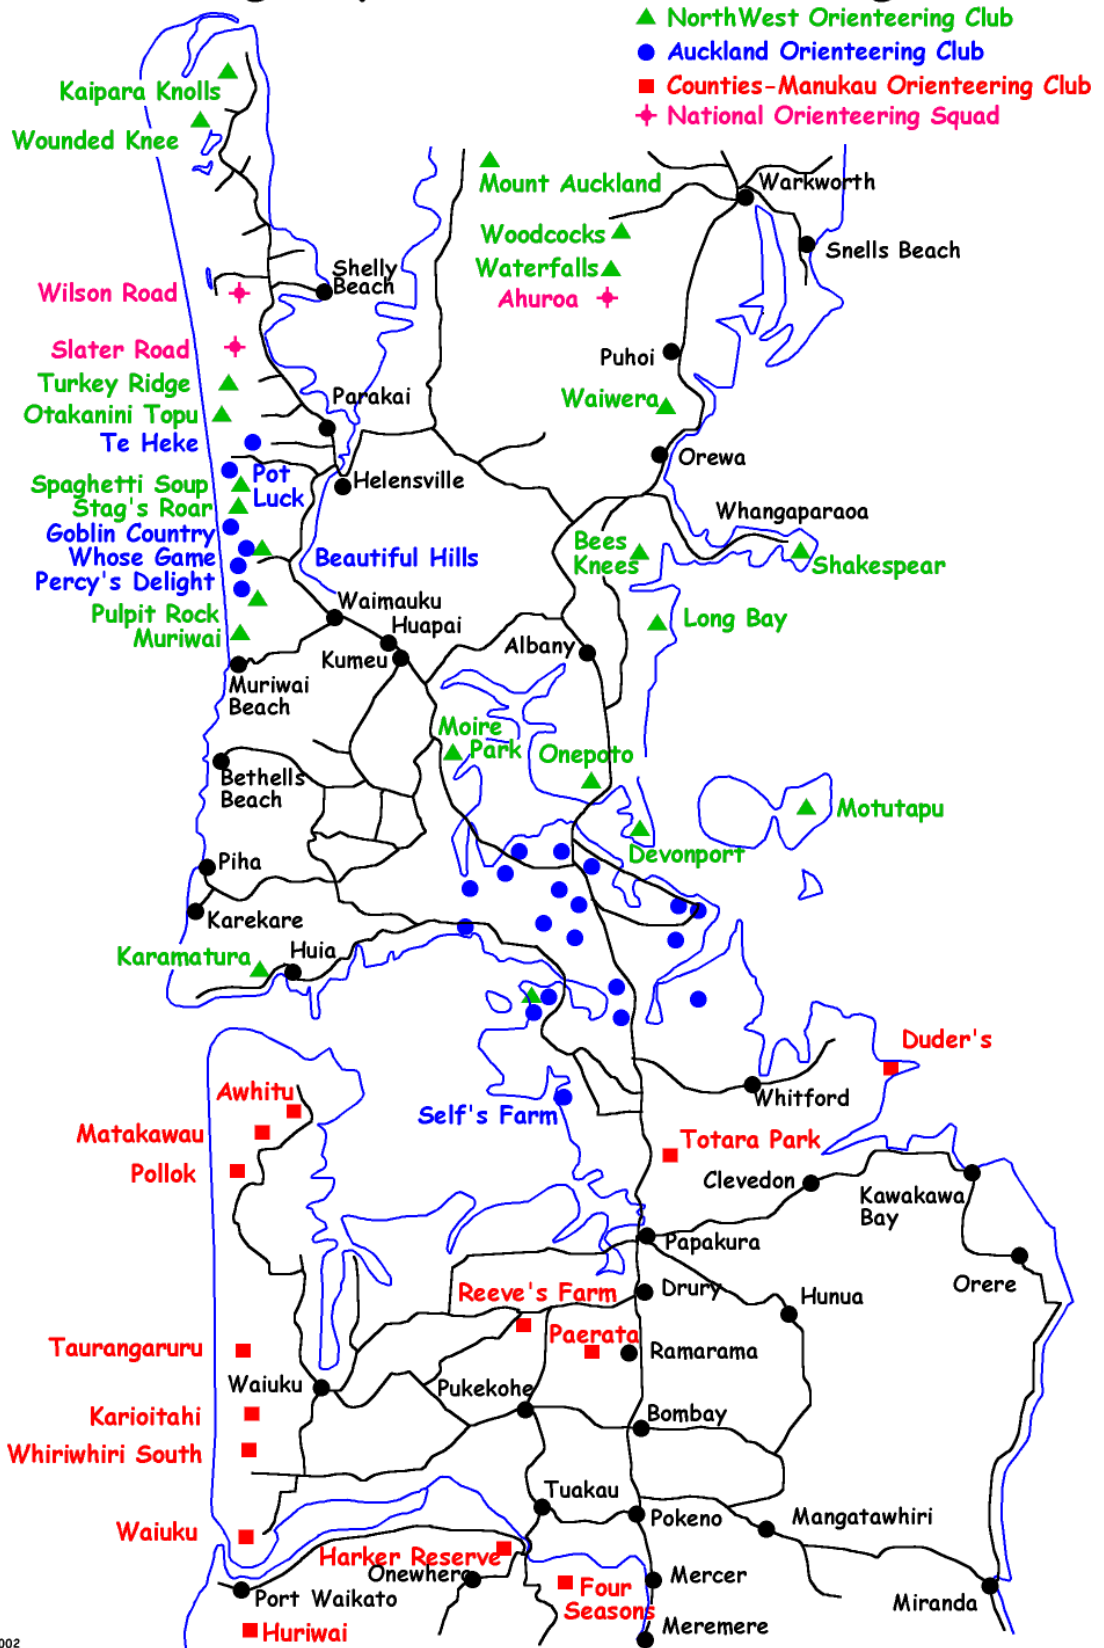 NorthWest Orienteering Club
Auckland Orienteering Club
Counties-Manukau Orienteering Club
National Orienteering Squad
Kaipara Knolls
Wounded Knee
Mount Auckland
Warkworth
Woodcocks
Snells Beach
Waterfalls
Shelly
Beach
Wilson Road
Ahuroa
Slater Road
Puhoi
Turkey Ridge
Parakai
Waiwera
Otakanini Topu
Te Heke
Orewa
Pot
Luck
Spaghetti Soup
Helensville
Stag's Roar
Whangaparaoa
Goblin Country
Bees
Knees
Whose Game
Beautiful Hills
Shakespear
Percy's Delight
Waimauku
Pulpit Rock
Long Bay
Huapai
Muriwai
Albany
Kumeu
Muriwai
Beach
Moire
Park
Onepoto
Bethells
Beach
Motutapu
Devonport
Piha
Karekare
Karamatura
Huia
Duder's
Awhitu
Whitford
Self's Farm
Matakawau
Totara Park
Pollok
Clevedon
Kawakawa
Bay
Papakura
Orere
Reeve's Farm
Drury
Hunua
Paerata
Taurangaruru
Ramarama
Waiuku
Pukekohe
Karioitahi
Bombay
Whiriwhiri South
Tuakau
Pokeno
Mangatawhiri
Waiuku
Harker Reserve
Onewhero
Mercer
Four
Seasons
Port Waikato
Miranda
Meremere
Huriwai
002